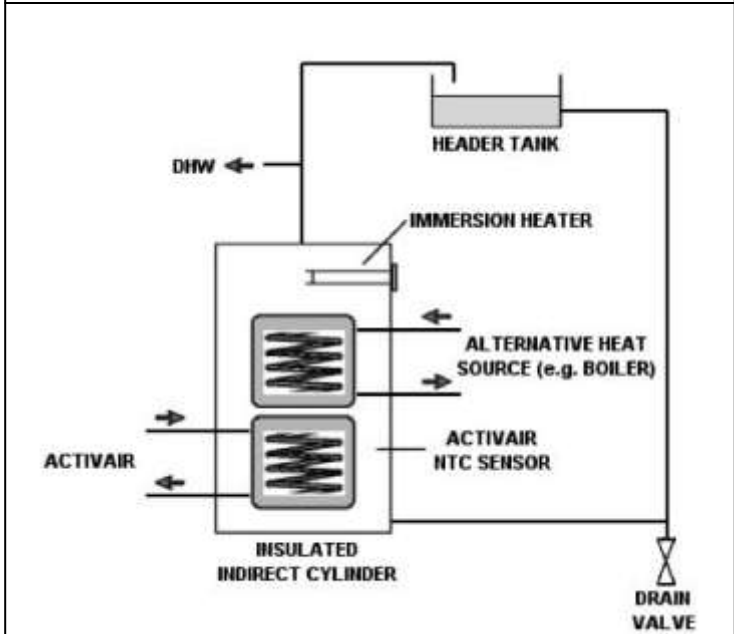 HEADER TANK
DHW
IMMERSION HEATER
ALTERNATIVE HEAT
SOURCE (e.g. BOILER)
ACTIVAIR
ACTIVAIR
NTC SENSOR
INSULATED
INDIRECT CYLINDER
DRAIN
VALVE